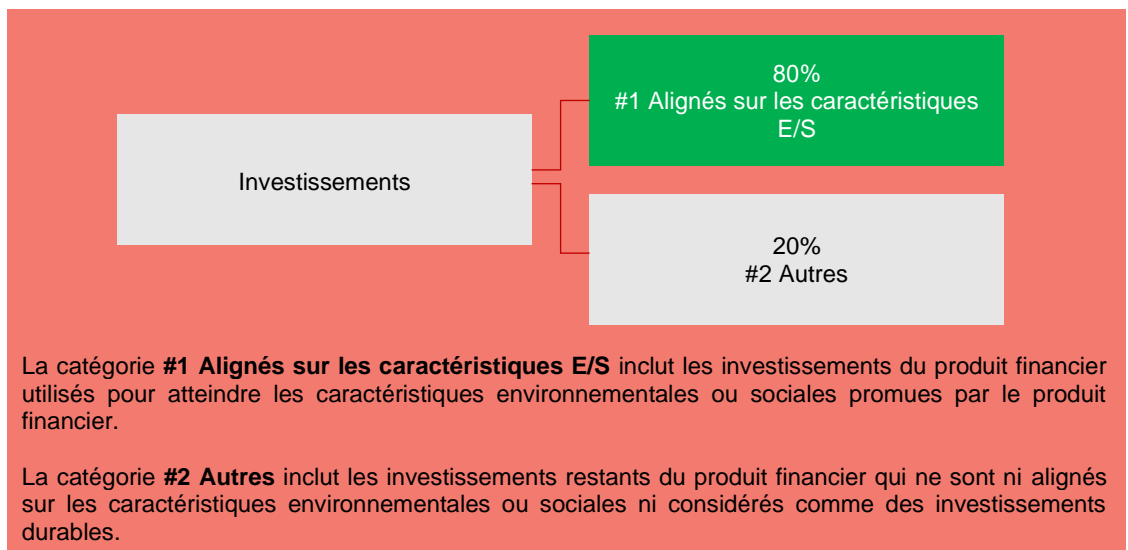 80%
#1 Alignés sur les caractéristiques
E/S
Investissements
20%
#2 Autres
La catégorie #1 Alignés sur les caractéristiques E/S inclut les investissements du produit financier
utilisés pour atteindre les caractéristiques environnementales ou sociales promues par le produit
financier.
La catégorie #2 Autres inclut les investissements restants du produit financier qui ne sont ni alignés
sur les caractéristiques environnementales ou sociales ni considérés comme des investissements
durables.